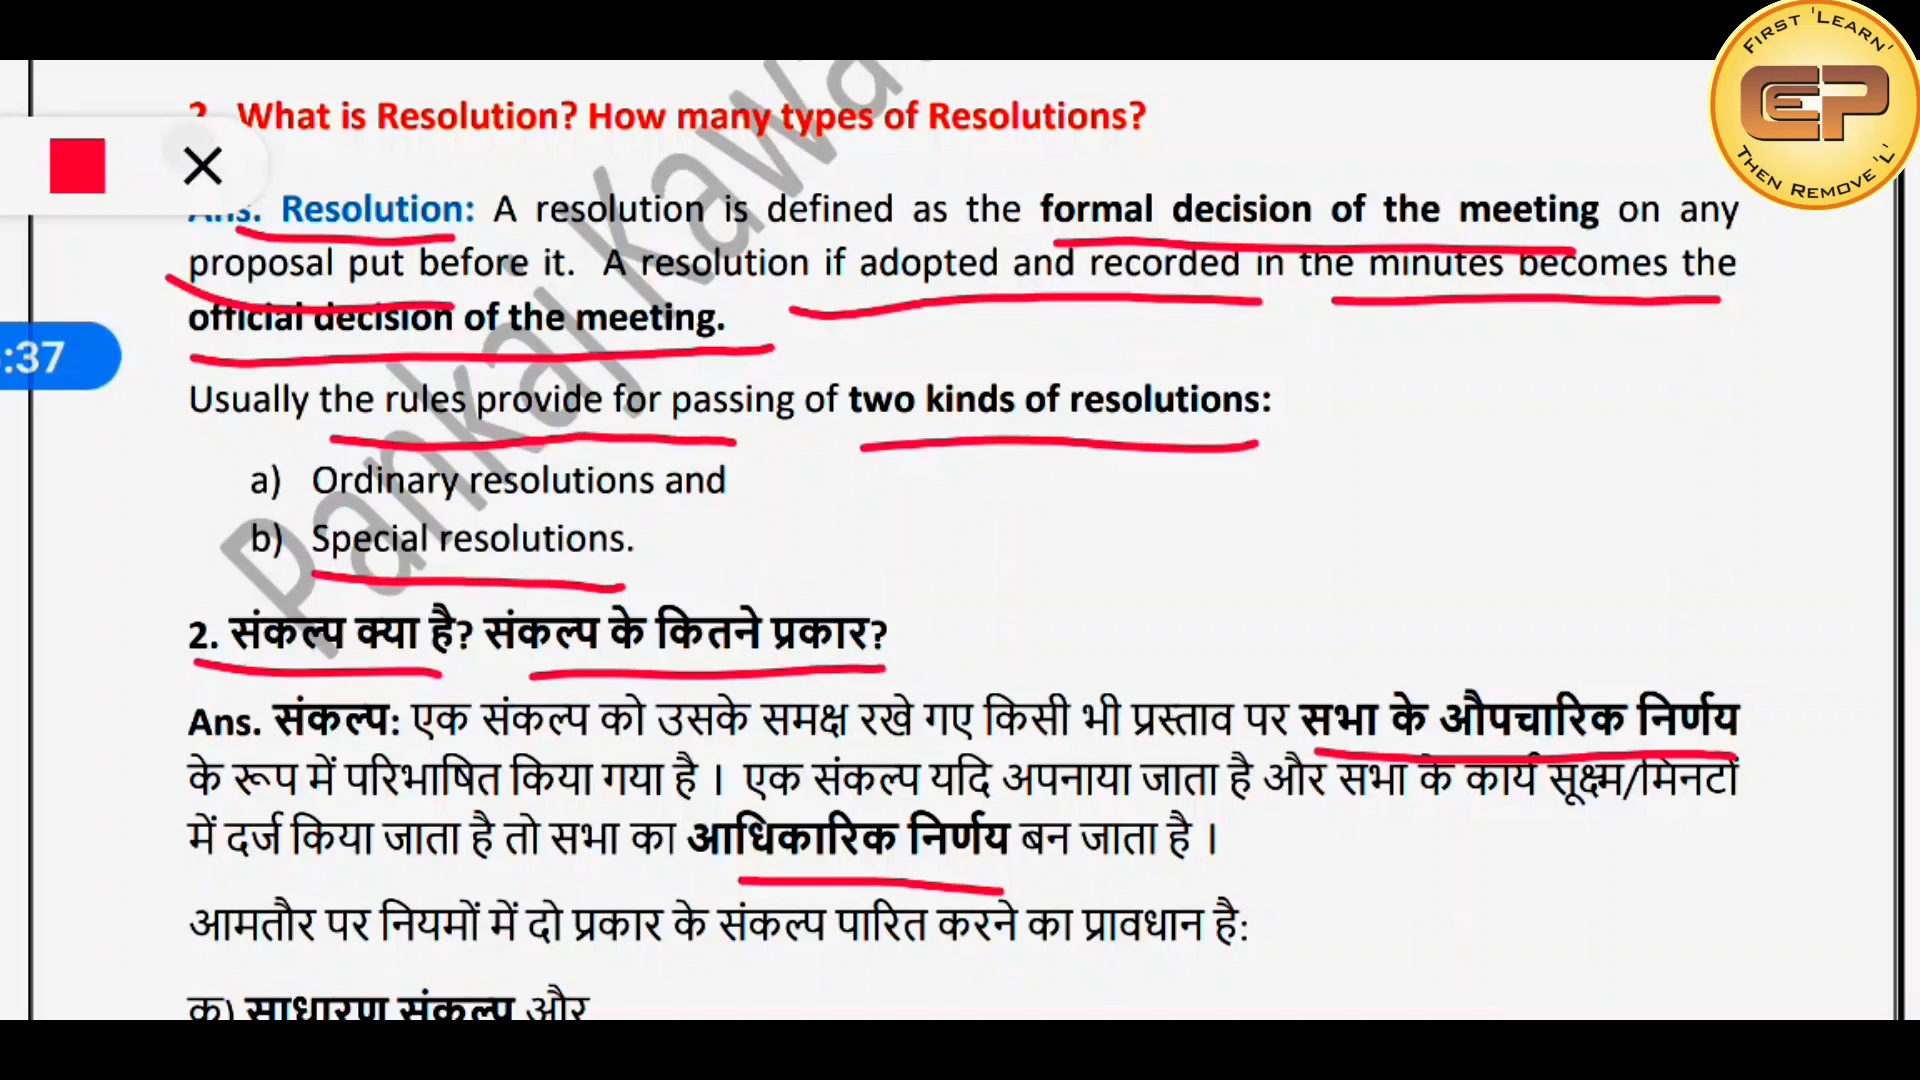 FIRST 'LEARN'
EP
THEN REMOVE 'L'
2. What is Resolution? How many types of Resolutions?
Ans. Resolution: A resolution is defined as the formal decision of the meeting on any
proposal put before it. A resolution if adopted and recorded in the minutes becomes the
official decision of the meeting.
:37
Usually the rules provide for passing of two kinds of resolutions:
a) Ordinary resolutions and
b) Special resolutions.
2. संकल्प क्या है? संकल्प के कितने प्रकार?
Ans. संकल्प: एक संकल्प को उसके समक्ष रखे गए किसी भी प्रस्ताव पर सभा के औपचारिक निर्णय
के रूप में परिभाषित किया गया है । एक संकल्प यदि अपनाया जाता है और सभा के कार्य सूक्ष्म/मिनटों
में दर्ज किया जाता है तो सभा का आधिकारिक निर्णय बन जाता है ।
आमतौर पर नियमों में दो प्रकार के संकल्प पारित करने का प्रावधान है:
क) साधारण संकल्प और
Pankaj Kawa